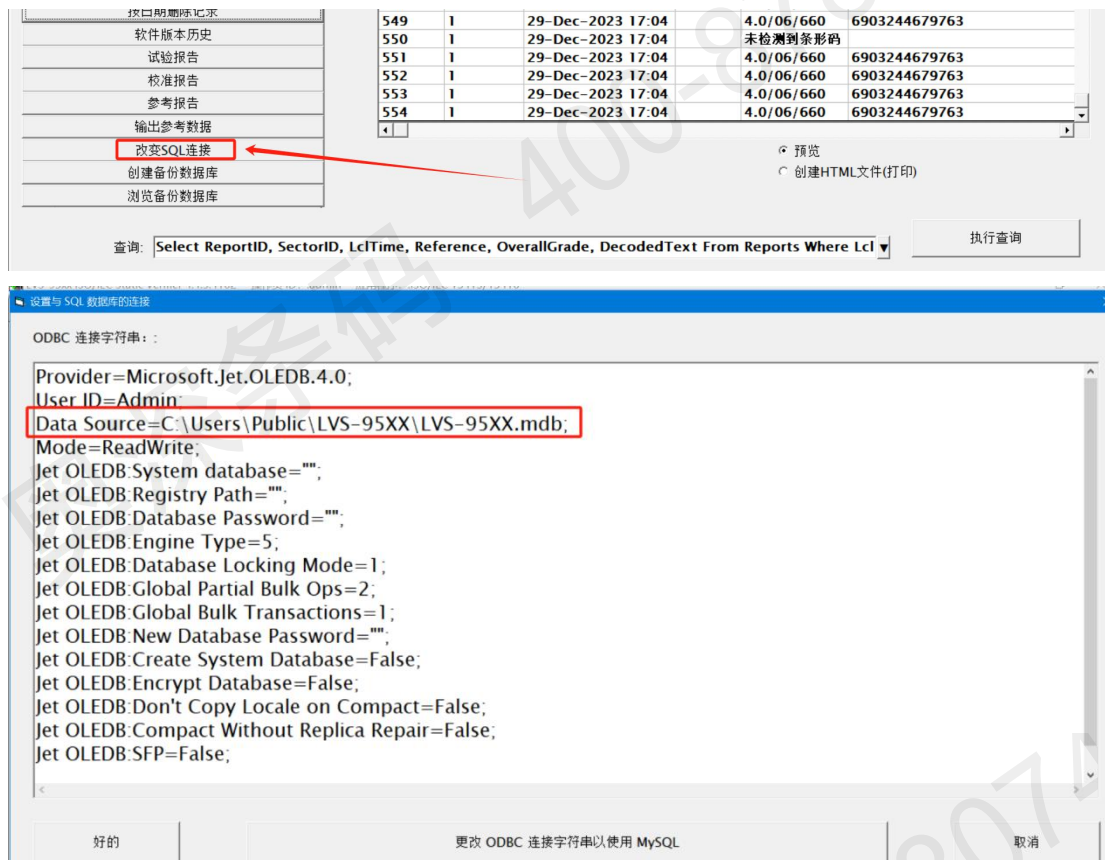 按日期删除记录
软件版本历史
试验报告
校准报告
参考报告
输出参考数据
改变SQL连接
创建备份数据库
浏览备份数据库
549 1 29-Dec-2023 17:04 4.0/06/660 6903244679763
550 1 29-Dec-2023 17:04 未检测到条形码
551 1 29-Dec-2023 17:04 4.0/06/660 6903244679763
552 1 29-Dec-2023 17:04 4.0/06/660 6903244679763
553 1 29-Dec-2023 17:04 4.0/06/660 6903244679763
554 1 29-Dec-2023 17:04 4.0/06/660 6903244679763
预览
创建HTML文件(打印)
查询: Select ReportID, SectorID, LclTime, Reference, OverallGrade, DecodedText From Reports Where Lcl
执行查询
设置与 SQL 数据库的连接
ODBC 连接字符串: :
Provider=Microsoft.Jet.OLEDB.4.0;
User ID=Admin;
Data Source=C:\Users\Public\LVS-95XX\LVS-95XX.mdb;
Mode=ReadWrite;
Jet OLEDB:System database="";
Jet OLEDB:Registry Path="";
Jet OLEDB:Database Password="";
Jet OLEDB:Engine Type=5;
Jet OLEDB:Database Locking Mode=1;
Jet OLEDB:Global Partial Bulk Ops=2;
Jet OLEDB:Global Bulk Transactions=1;
Jet OLEDB:New Database Password="";
Jet OLEDB:Create System Database=False;
Jet OLEDB:Encrypt Database=False;
Jet OLEDB:Don't Copy Locale on Compact=False;
Jet OLEDB:Compact Without Replica Repair=False;
Jet OLEDB:SFP=False;
好的
更改 ODBC 连接字符串以使用 MySQL
取消